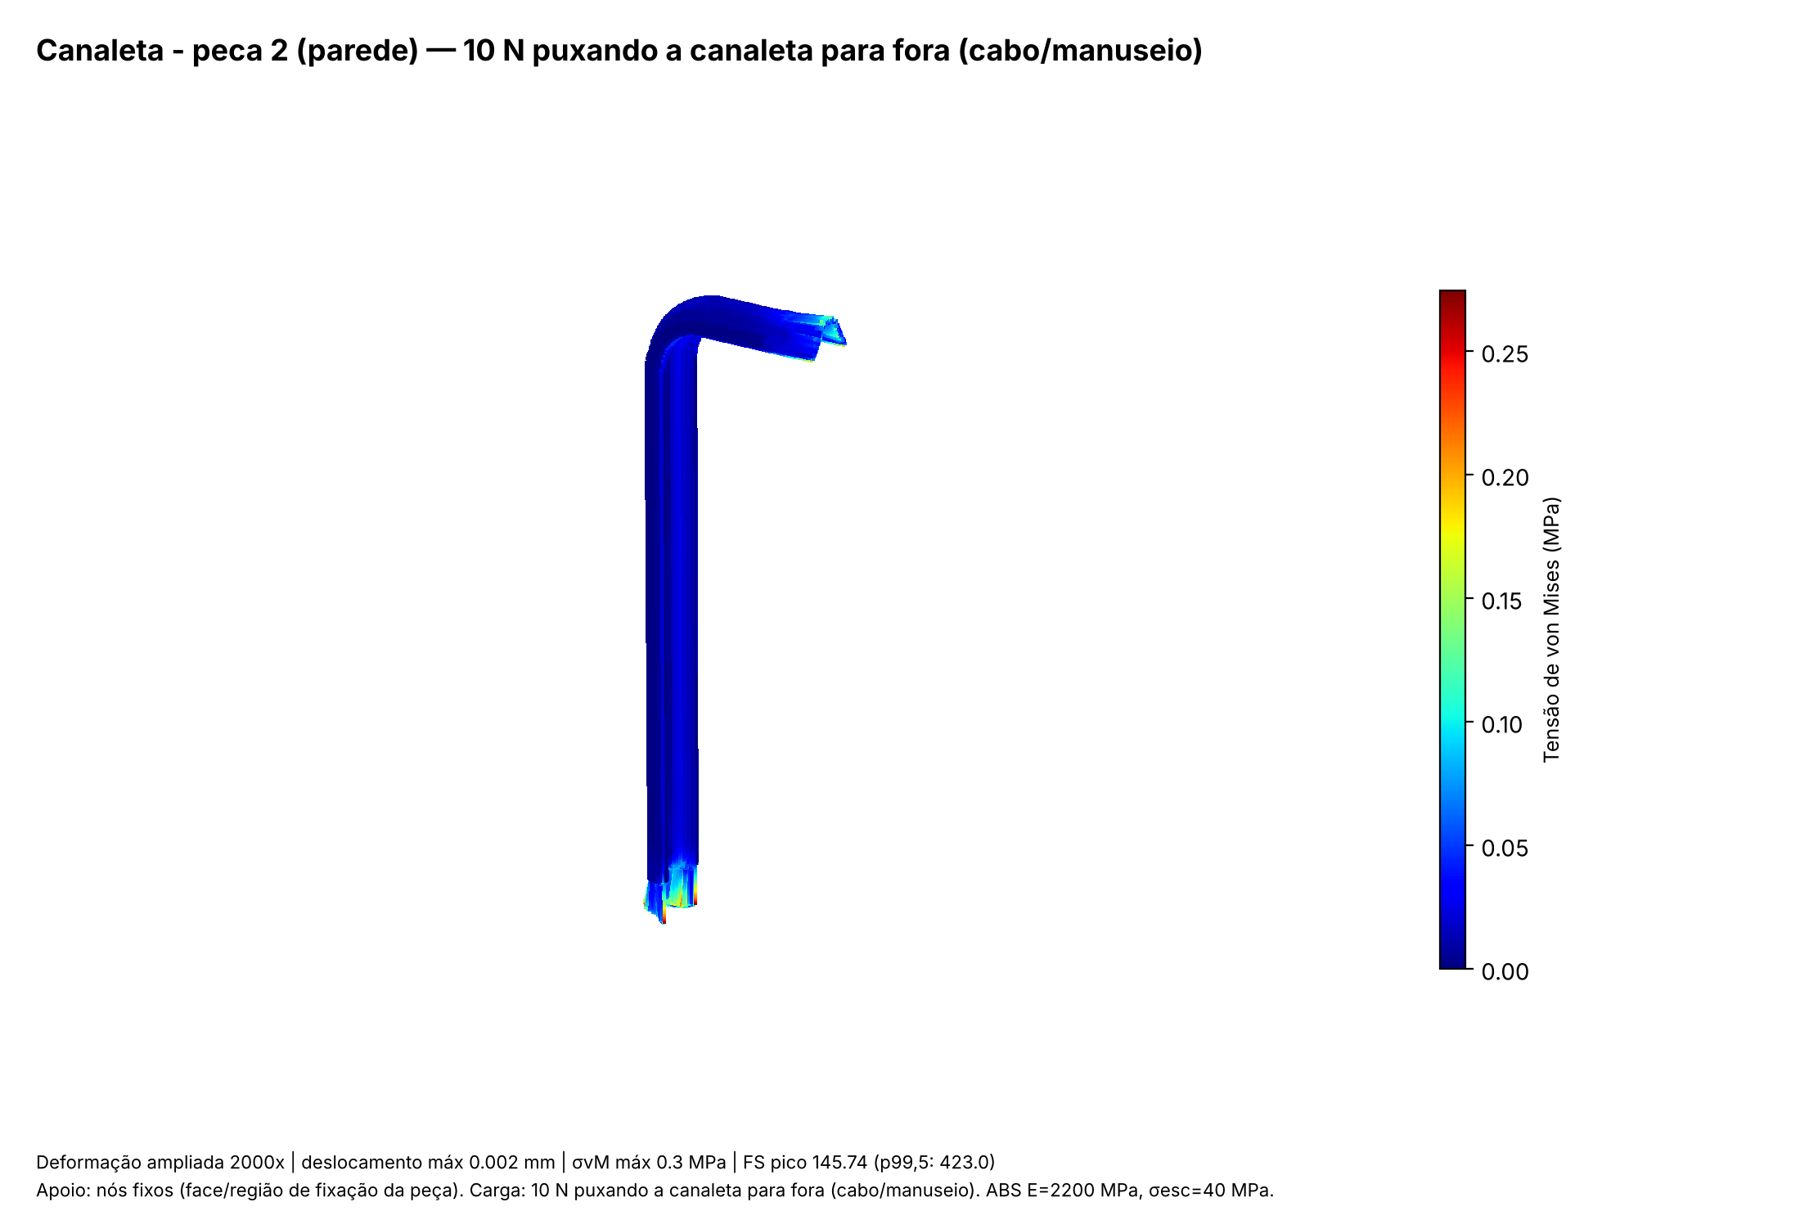 Canaleta - peca 2 (parede) — 10 N puxando a canaleta para fora (cabo/manuseio)
0.25
0.20
0.15
0.10
0.05
0.00
Tensão de von Mises (MPa)
Deformação ampliada 2000x | deslocamento máx 0.002 mm | σvM máx 0.3 MPa | FS pico 145.74 (p99,5: 423.0)
Apoio: nós fixos (face/região de fixação da peça). Carga: 10 N puxando a canaleta para fora (cabo/manuseio). ABS E=2200 MPa, σesc=40 MPa.